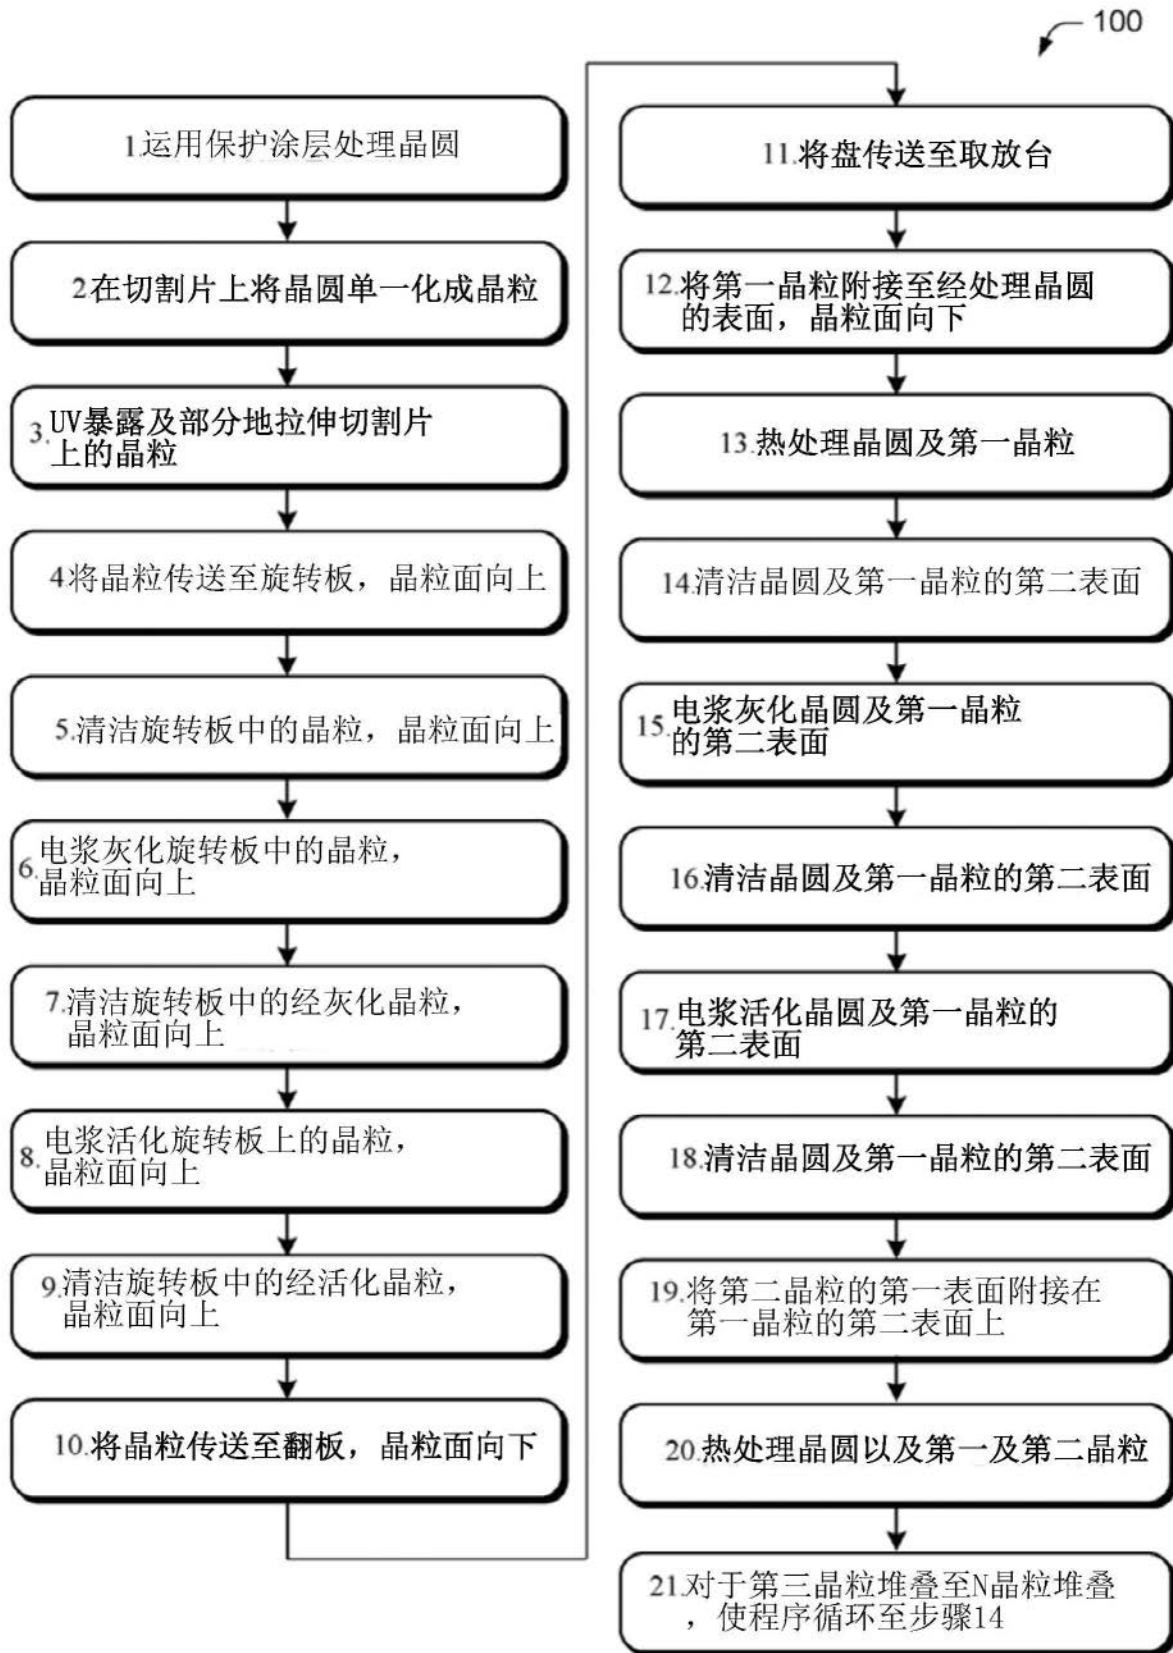 100
1.运用保护涂层处理晶圆
2在切割片上将晶圆单一化成晶粒
3.UV暴露及部分地拉伸切割片
上的晶粒
4将晶粒传送至旋转板，晶粒面向上
5.清洁旋转板中的晶粒，晶粒面向上
6.电浆灰化旋转板中的晶粒，
晶粒面向上
7.清洁旋转板中的经灰化晶粒，
晶粒面向上
8.电浆活化旋转板上的晶粒，
晶粒面向上
9.清洁旋转板中的经活化晶粒，
晶粒面向上
10.将晶粒传送至翻板，晶粒面向下
11.将盘传送至取放台
12.将第一晶粒附接至经处理晶圆
的表面，晶粒面向下
13.热处理晶圆及第一晶粒
14.清洁晶圆及第一晶粒的第二表面
15.电浆灰化晶圆及第一晶粒
的第二表面
16.清洁晶圆及第一晶粒的第二表面
17.电浆活化晶圆及第一晶粒的
第二表面
18.清洁晶圆及第一晶粒的第二表面
19.将第二晶粒的第一表面附接在
第一晶粒的第二表面上
20.热处理晶圆以及第一及第二晶粒
21.对于第三晶粒堆叠至N晶粒堆叠
，使程序循环至步骤14